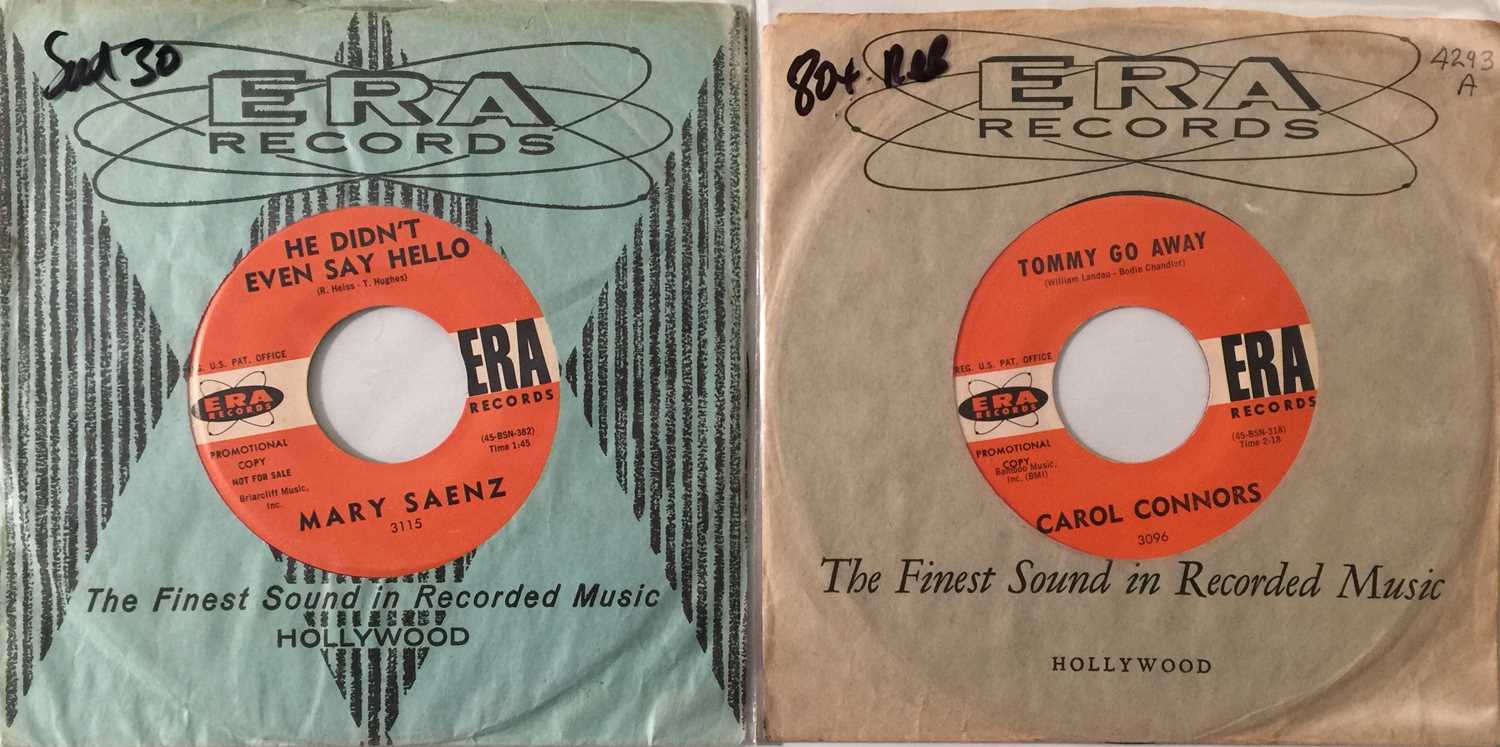 30
ERA
RECORDS
HE DIDN'T
EVEN SAY HELLO
(R. Heiss - T. Hughes)
G. U.S. PAT. OFFICE
ERA
RECORDS
ERA
RECORDS
PROMOTIONAL
COPY
NOT FOR SALE
Briarcliff Music,
Inc.
(45-BSN-382)
Time 1:45
MARY SAENZ
3115
The Finest Sound in Recorded Music
HOLLYWOOD
80+ R&B
4293
A
ERA
RECORDS
TOMMY GO AWAY
(William Landau - Bodie Chandler)
REG. U.S. PAT. OFFICE
ERA
RECORDS
ERA
RECORDS
PROMOTIONAL
COPY
Bamboo Music,
Inc. (BMI)
(45-BSN-318)
Time 2:18
CAROL CONNORS
3096
The Finest Sound in Recorded Music
HOLLYWOOD